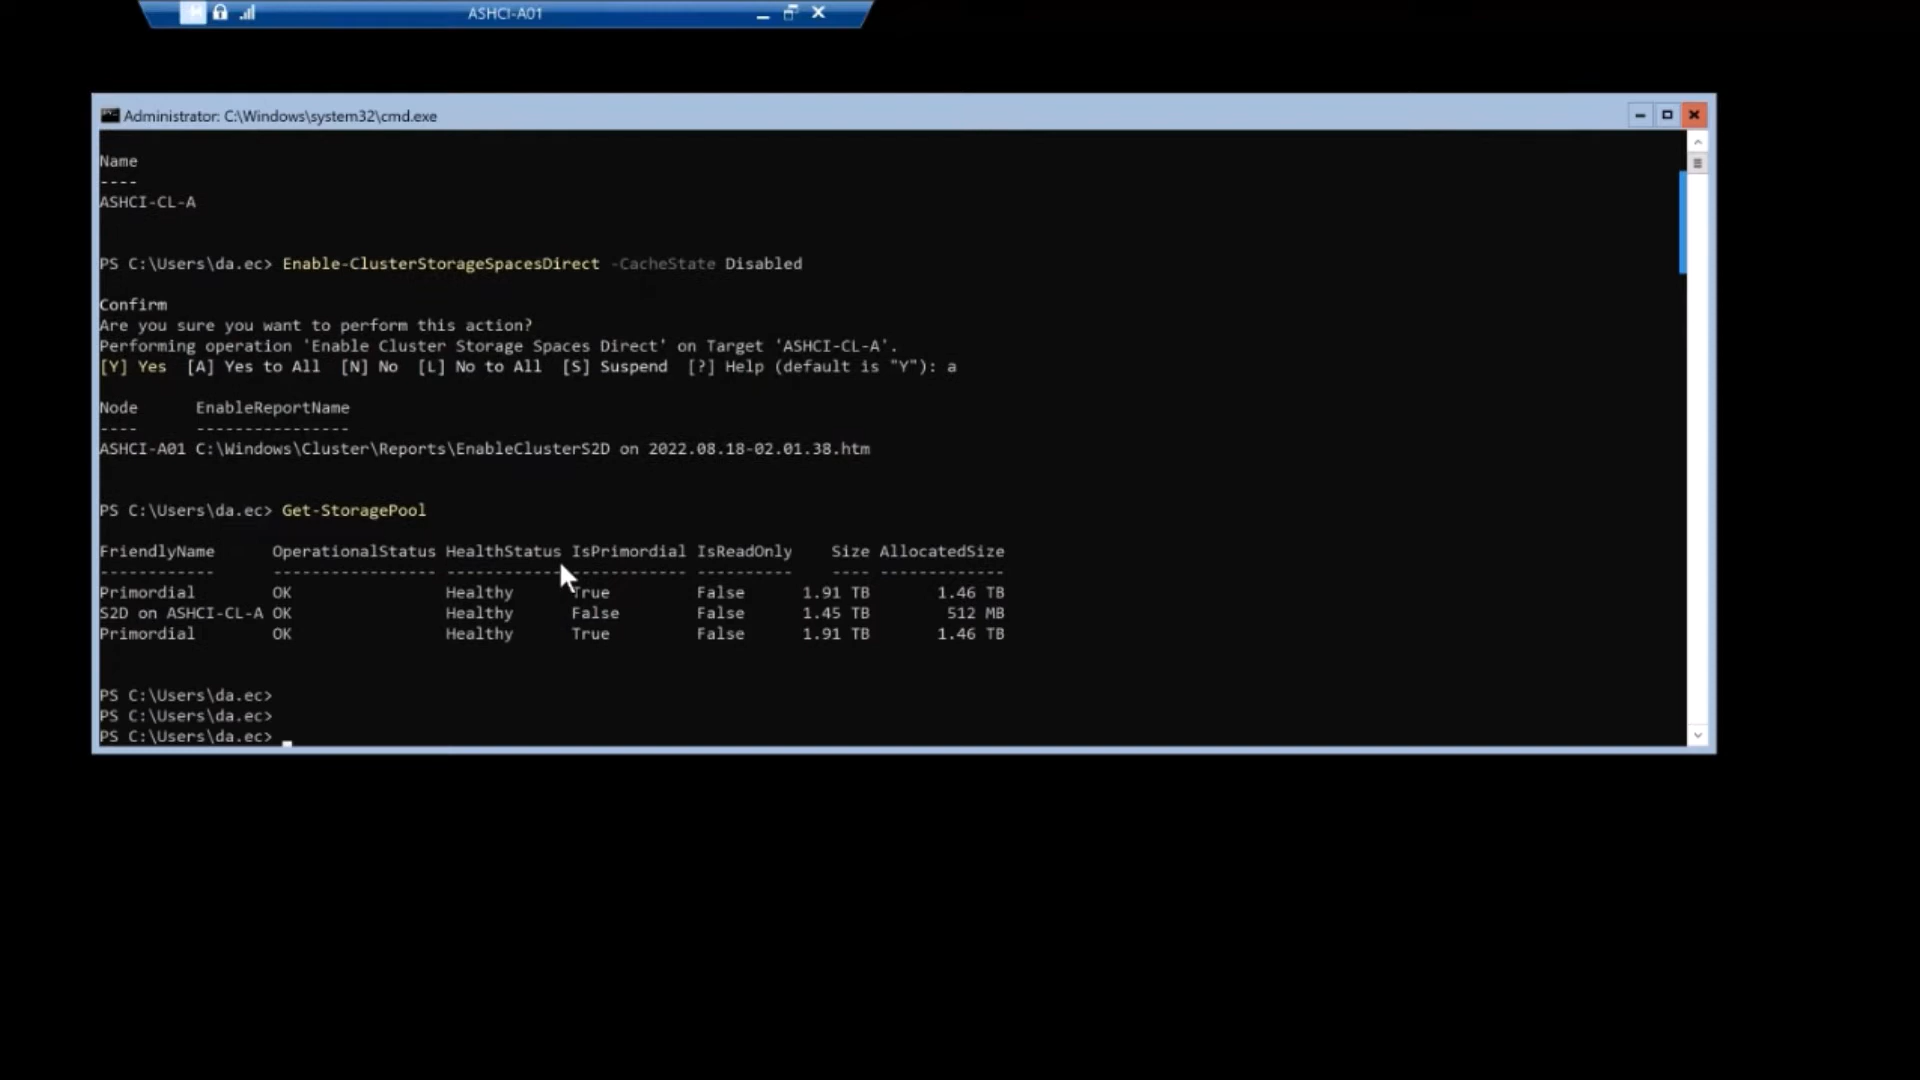 ASHCI-A01
Administrator: C:\Windows\system32\cmd.exe
Name
----
ASHCI-CL-A
PS C:\Users\da.ec> Enable-ClusterStorageSpacesDirect -CacheState Disabled
Confirm
Are you sure you want to perform this action?
Performing operation 'Enable Cluster Storage Spaces Direct' on Target 'ASHCI-CL-A'.
[Y] Yes  [A] Yes to All  [N] No  [L] No to All  [S] Suspend  [?] Help (default is "Y"): a
Node      EnableReportName
----      ----------------
ASHCI-A01 C:\Windows\Cluster\Reports\EnableClusterS2D on 2022.08.18-02.01.38.htm
PS C:\Users\da.ec> Get-StoragePool
FriendlyName      OperationalStatus HealthStatus IsPrimordial IsReadOnly    Size AllocatedSize
------------      ----------------- ------------ ------------ ----------    ---- -------------
Primordial        OK                Healthy      True         False      1.91 TB       1.46 TB
S2D on ASHCI-CL-A OK                Healthy      False        False      1.45 TB        512 MB
Primordial        OK                Healthy      True         False      1.91 TB       1.46 TB
PS C:\Users\da.ec>
PS C:\Users\da.ec>
PS C:\Users\da.ec>